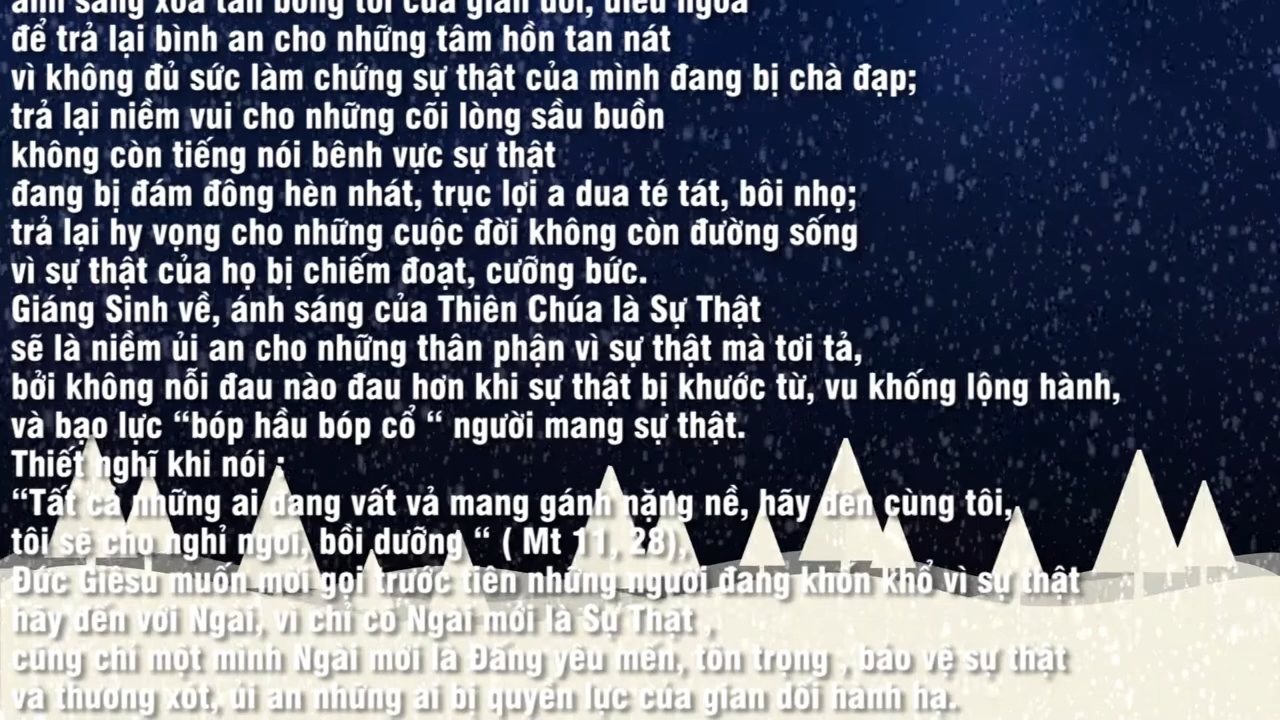 ánh sáng xóa tan bóng tối của gian dối, điêu ngoa
để trả lại bình an cho những tâm hồn tan nát
vì không đủ sức làm chứng sự thật của mình đang bị chà đạp;
trả lại niềm vui cho những cõi lòng sầu buồn
không còn tiếng nói bênh vực sự thật
đang bị đám đông hèn nhát, trục lợi a dua té tát, bôi nhọ;
trả lại hy vọng cho những cuộc đời không còn đường sống
vì sự thật của họ bị chiếm đoạt, cưỡng bức.
Giáng Sinh về, ánh sáng của Thiên Chúa là Sự Thật
sẽ là niềm ủi an cho những thân phận vì sự thật mà tơi tả,
bởi không nỗi đau nào đau hơn khi sự thật bị khước từ, vu khống lộng hành,
và bạo lực “bóp hầu bóp cổ “ người mang sự thật.
Thiết nghĩ khi nói :
“Tất cả những ai đang vất vả mang gánh nặng nề, hãy đến cùng tôi,
tôi sẽ cho nghỉ ngơi, bồi dưỡng “ ( Mt 11, 28),
Đức Giêsu muốn mời gọi trước tiên những người đang khốn khổ vì sự thật
hãy đến với Ngài, vì chỉ có Ngài mới là Sự Thật ,
cũng chỉ một mình Ngài mới là Đấng yêu mến, tôn trọng , bảo vệ sự thật
và thương xót, ủi an những ai bị quyền lực của gian dối hành hạ.